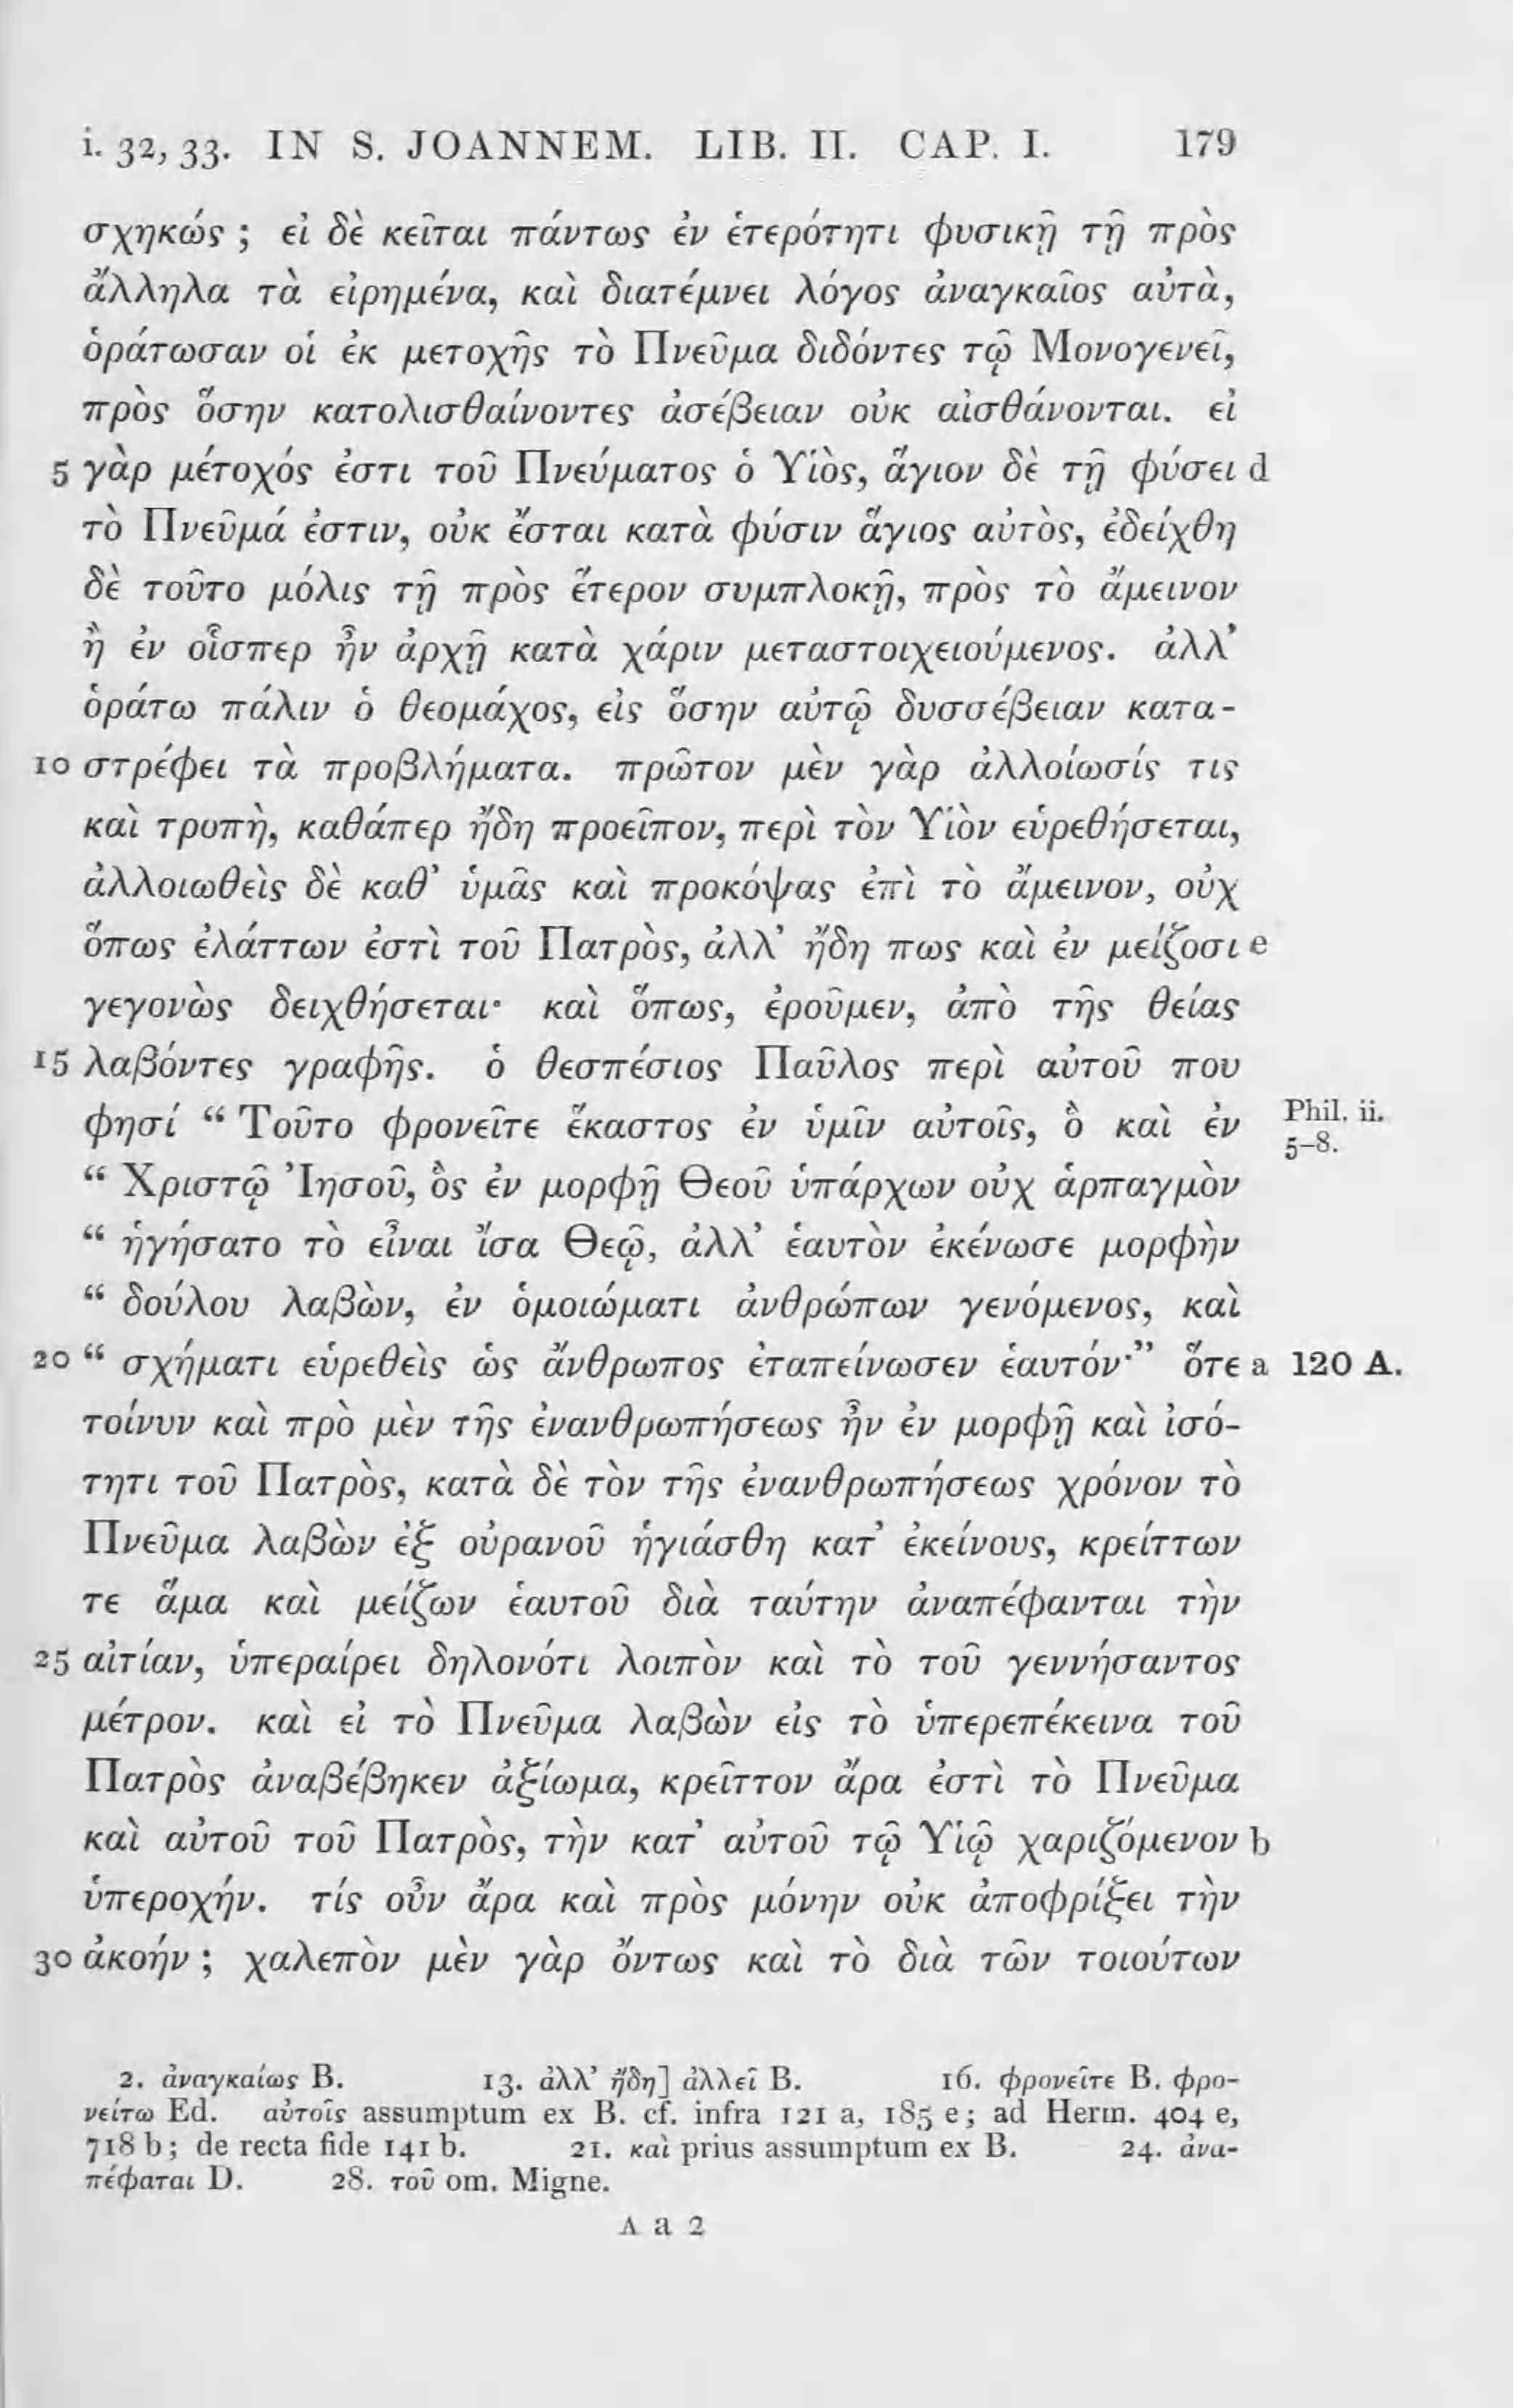 i. 32, 33. IN S. JOANNEM. LIB. II. CAP. I. 179
σχηκώς ; εἰ δὲ κεῖται πάντως ἐν ἑτερότητι φυσικῇ τῇ πρὸς
ἄλληλα τὰ εἰρημένα, καὶ διατέμνει λόγος ἀναγκαῖος αὐτὰ,
ὁράτωσαν οἱ ἐκ μετοχῆς τὸ Πνεῦμα διδόντες τῷ Μονογενεῖ,
πρὸς ὅσην κατολισθαίνοντες ἀσέβειαν οὐκ αἰσθάνονται. εἰ
5 γὰρ μέτοχός ἐστι τοῦ Πνεύματος ὁ Υἱὸς, ἅγιον δὲ τῇ φύσει d
τὸ Πνεῦμά ἐστιν, οὐκ ἔσται κατὰ φύσιν ἅγιος αὐτὸς, ἐδείχθη
δὲ τοῦτο μόλις τῇ πρὸς ἕτερον συμπλοκῇ, πρὸς τὸ ἄμεινον
ἢ ἐν οἷσπερ ἦν ἀρχῇ κατὰ χάριν μεταστοιχειούμενος. ἀλλ’
ὁράτω πάλιν ὁ θεομάχος, εἰς ὅσην αὐτῷ δυσσέβειαν κατα-
10 στρέφει τὰ προβλήματα. πρῶτον μὲν γὰρ ἀλλοίωσίς τις
καὶ τροπὴ, καθάπερ ἤδη προεῖπον, περὶ τὸν Υἱὸν εὑρεθήσεται,
ἀλλοιωθεὶς δὲ καθ’ ὑμᾶς καὶ προκόψας ἐπὶ τὸ ἄμεινον, οὐχ
ὅπως ἐλάττων ἐστὶ τοῦ Πατρὸς, ἀλλ’ ἤδη πως καὶ ἐν μείζοσι e
γεγονὼς δειχθήσεται· καὶ ὅπως, ἐροῦμεν, ἀπὸ τῆς θείας
15 λαβόντες γραφῆς. ὁ θεσπέσιος Παῦλος περὶ αὐτοῦ που
φησί “ Τοῦτο φρονεῖτε ἕκαστος ἐν ὑμῖν αὐτοῖς, ὃ καὶ ἐν Phil. ii.
5–8.
“ Χριστῷ Ἰησοῦ, ὃς ἐν μορφῇ Θεοῦ ὑπάρχων οὐχ ἁρπαγμὸν
“ ἡγήσατο τὸ εἶναι ἴσα Θεῷ, ἀλλ’ ἑαυτὸν ἐκένωσε μορφὴν
“ δούλου λαβὼν, ἐν ὁμοιώματι ἀνθρώπων γενόμενος, καὶ
20 “ σχήματι εὑρεθεὶς ὡς ἄνθρωπος ἐταπείνωσεν ἑαυτόν·” ὅτε a 120 A.
τοίνυν καὶ πρὸ μὲν τῆς ἐνανθρωπήσεως ἦν ἐν μορφῇ καὶ ἰσό-
τητι τοῦ Πατρὸς, κατὰ δὲ τὸν τῆς ἐνανθρωπήσεως χρόνον τὸ
Πνεῦμα λαβὼν ἐξ οὐρανοῦ ἡγιάσθη κατ’ ἐκείνους, κρείττων
τε ἅμα καὶ μείζων ἑαυτοῦ διὰ ταύτην ἀναπέφανται τὴν
25 αἰτίαν, ὑπεραίρει δηλονότι λοιπὸν καὶ τὸ τοῦ γεννήσαντος
μέτρον. καὶ εἰ τὸ Πνεῦμα λαβὼν εἰς τὸ ὑπερεπέκεινα τοῦ
Πατρὸς ἀναβέβηκεν ἀξίωμα, κρεῖττον ἄρα ἐστὶ τὸ Πνεῦμα
καὶ αὐτοῦ τοῦ Πατρὸς, τὴν κατ’ αὐτοῦ τῷ Υἱῷ χαριζόμενον b
ὑπεροχήν. τίς οὖν ἄρα καὶ πρὸς μόνην οὐκ ἀποφρίξει τὴν
30 ἀκοήν ; χαλεπὸν μὲν γὰρ ὄντως καὶ τὸ διὰ τῶν τοιούτων
2. ἀναγκαίως B. 13. ἀλλ’ ἤδη] ἀλλεῖ B. 16. φρονεῖτε B. φρο-
νείτω Ed. αὐτοῖς assumptum ex B. cf. infra 121 a, 185 e; ad Herm. 404 e,
718 b; de recta fide 141 b. 21. καὶ prius assumptum ex B. 24. ἀνα-
πέφαται D. 28. τοῦ om. Migne.
A a 2